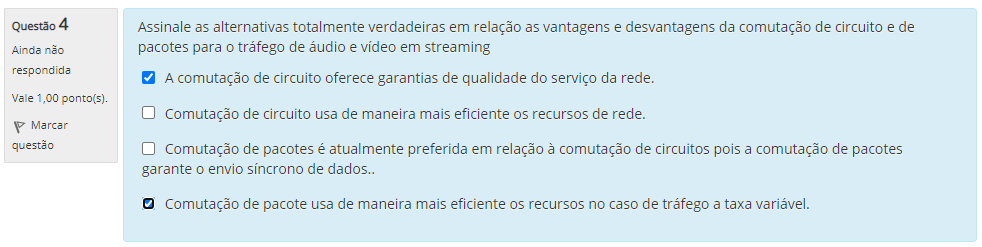 Questão 4
Ainda não
respondida
Vale 1,00 ponto(s).
Marcar
questão
Assinale as alternativas totalmente verdadeiras em relação as vantagens e desvantagens da comutação de circuito e de
pacotes para o tráfego de áudio e vídeo em streaming
A comutação de circuito oferece garantias de qualidade do serviço da rede.
Comutação de circuito usa de maneira mais eficiente os recursos de rede.
Comutação de pacotes é atualmente preferida em relação à comutação de circuitos pois a comutação de pacotes
garante o envio síncrono de dados..
Comutação de pacote usa de maneira mais eficiente os recursos no caso de tráfego a taxa variável.